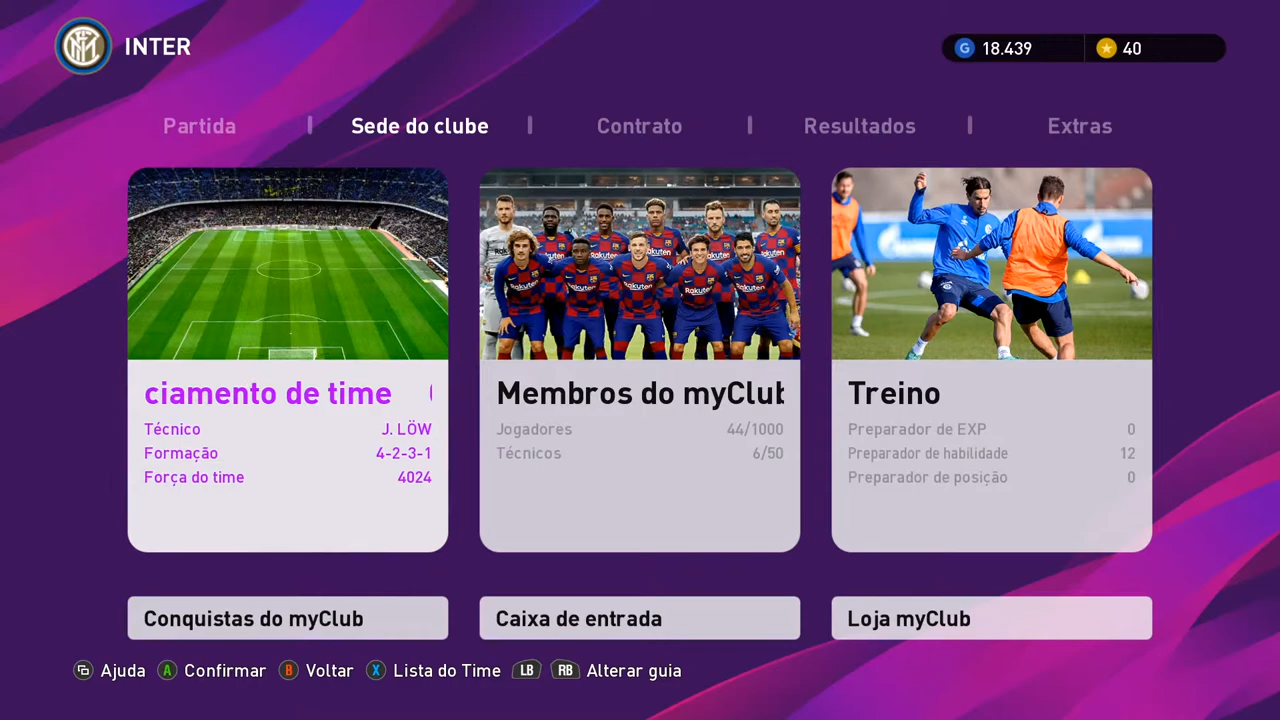 INTER
18.439
40
Partida
Sede do clube
Contrato
Resultados
Extras
ciamento de time
Técnico J. LÖW
Formação 4-2-3-1
Força do time 4024
Membros do myClub
Jogadores 44/1000
Técnicos 6/50
Treino
Preparador de EXP 0
Preparador de habilidade 12
Preparador de posição 0
Conquistas do myClub
Caixa de entrada
Loja myClub
Ajuda A Confirmar B Voltar X Lista do Time LB RB Alterar guia